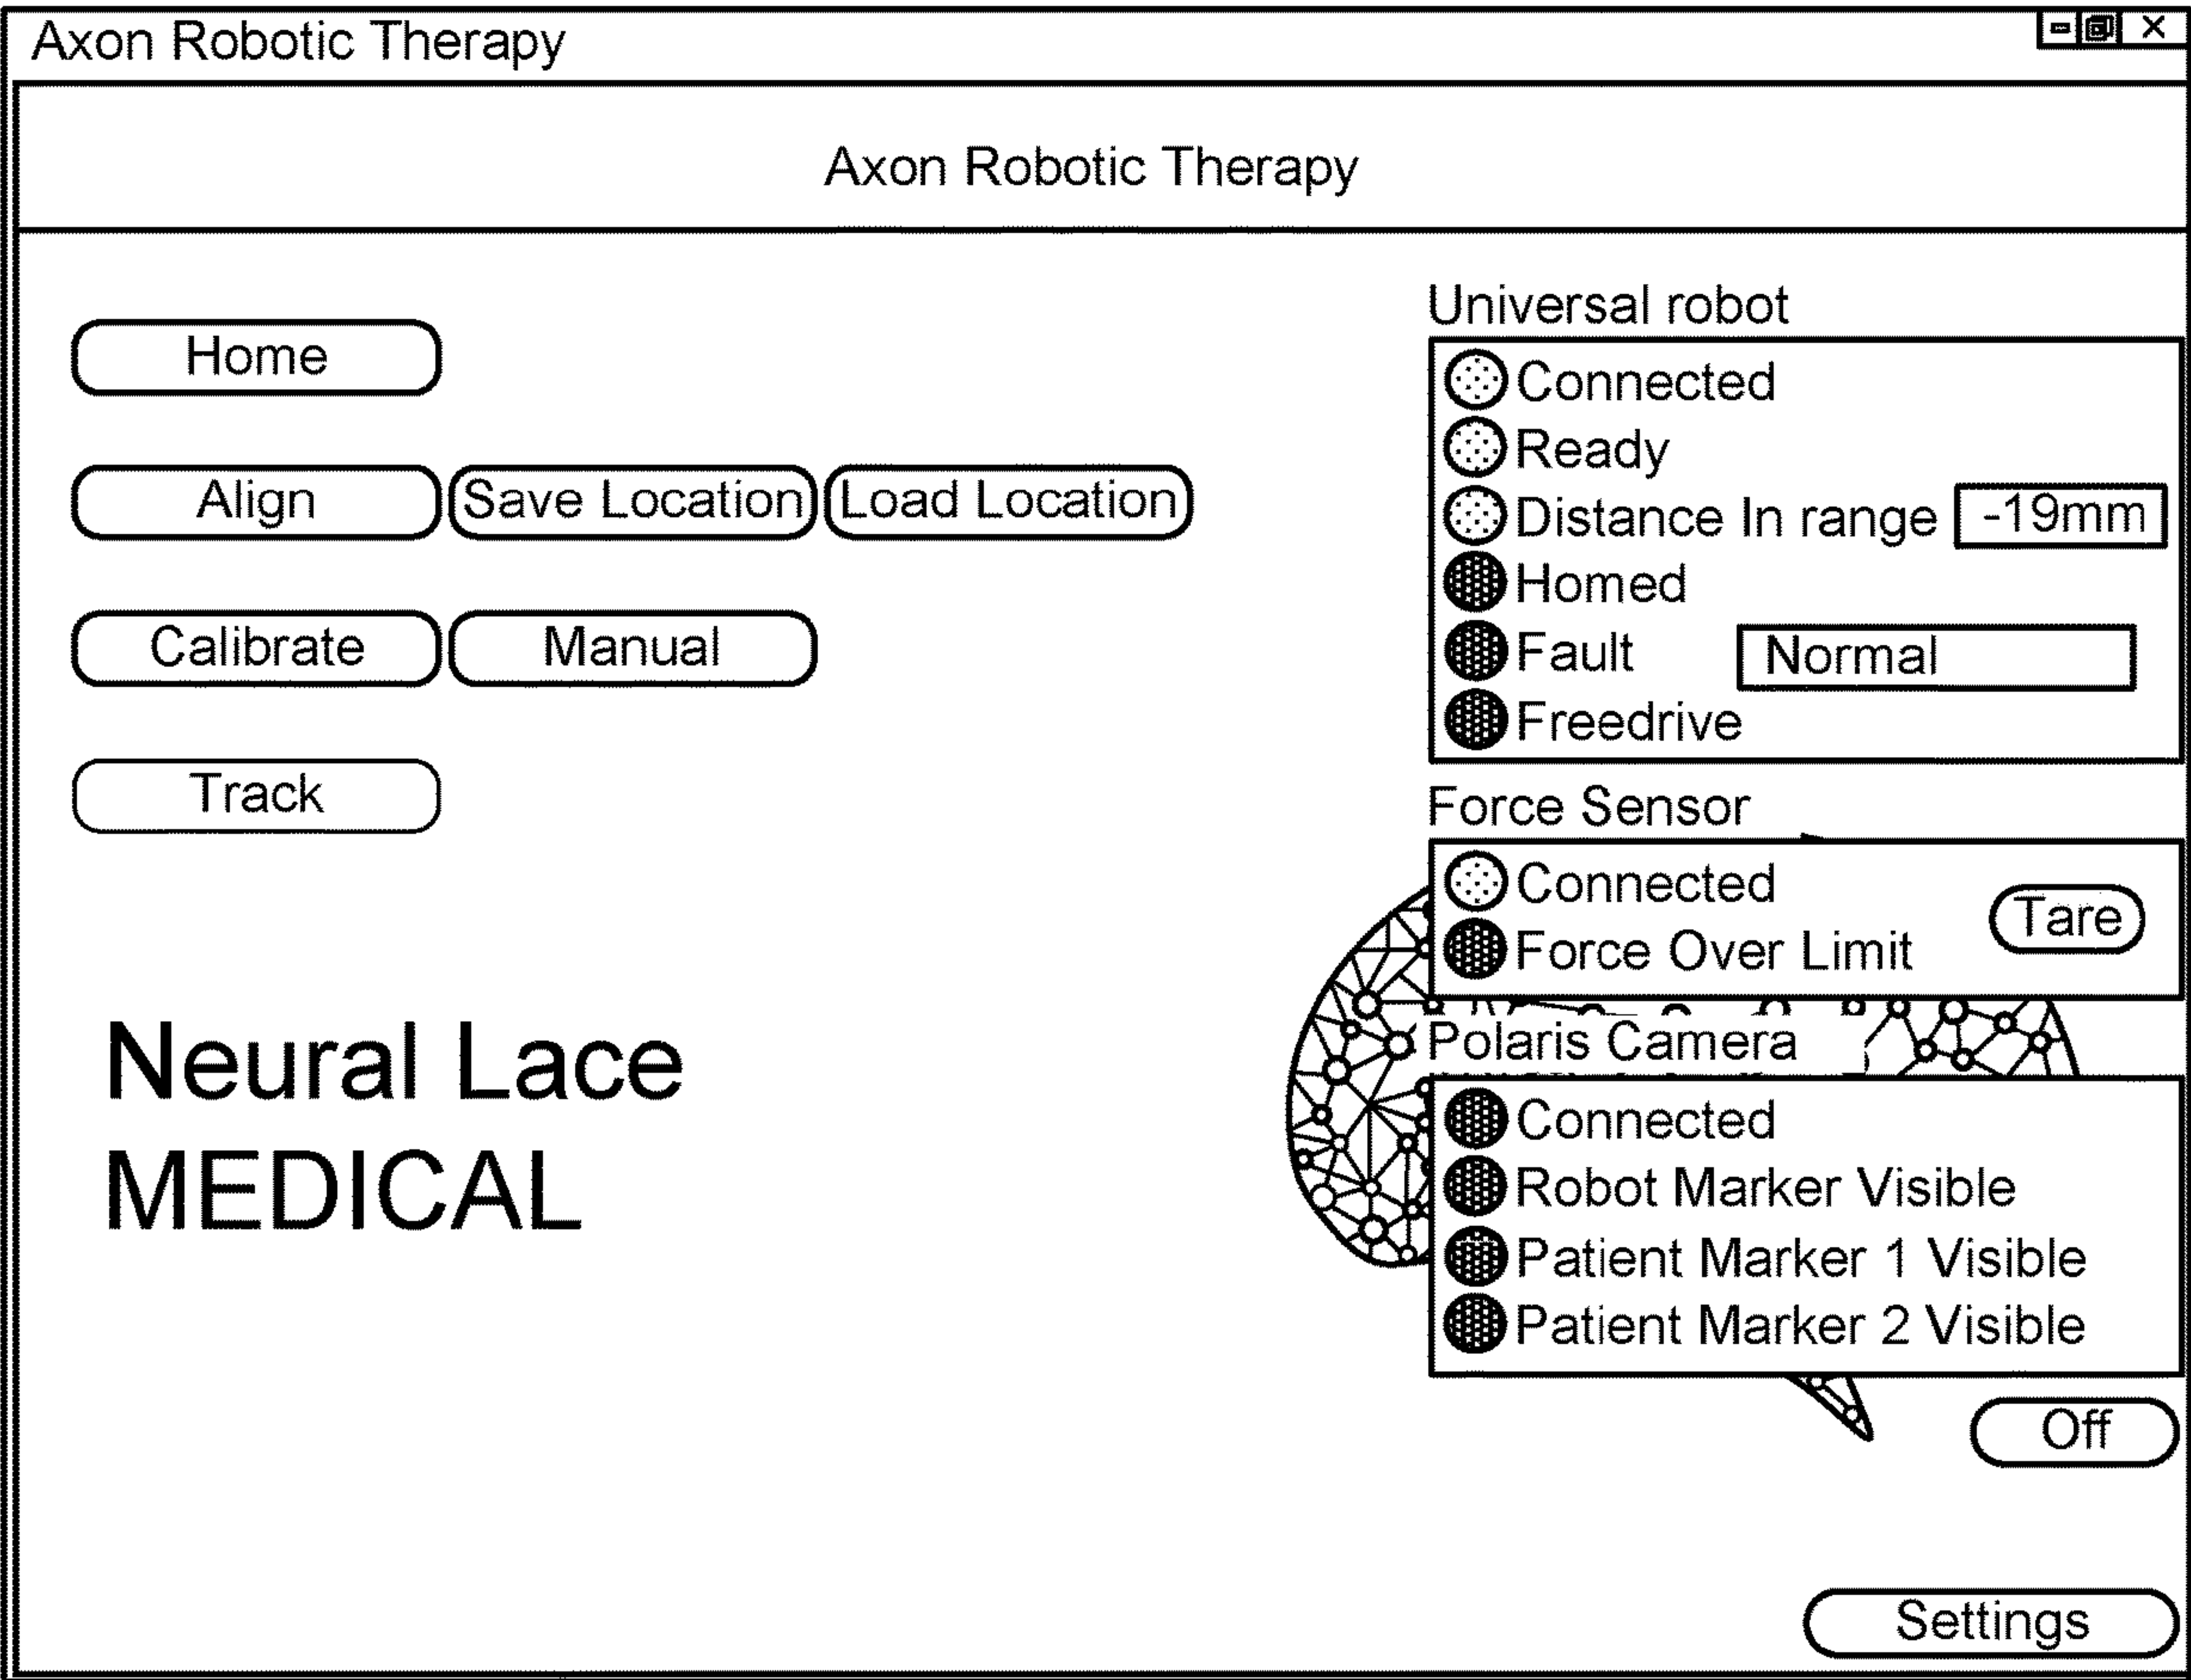 Axon Robotic Therapy
Axon Robotic Therapy
Home
Align Save Location Load Location
Calibrate Manual
Track
Neural Lace
MEDICAL
Universal robot
Connected
Ready
Distance In range -19mm
Homed
Fault Normal
Freedrive
Force Sensor
Connected
Tare
Force Over Limit
Polaris Camera
Connected
Robot Marker Visible
Patient Marker 1 Visible
Patient Marker 2 Visible
Off
Settings